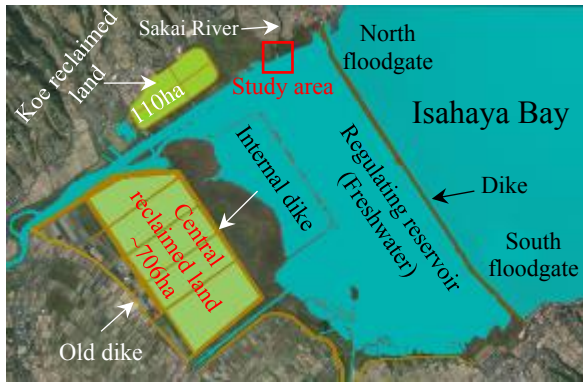 Sakai River
North
floodgate
Koe reclaimed
land
110ha
Study area
Isahaya Bay
Internal dike
Regulating reservoir
(Freshwater)
Dike
Central
reclaimed land
~706ha
South
floodgate
Old dike